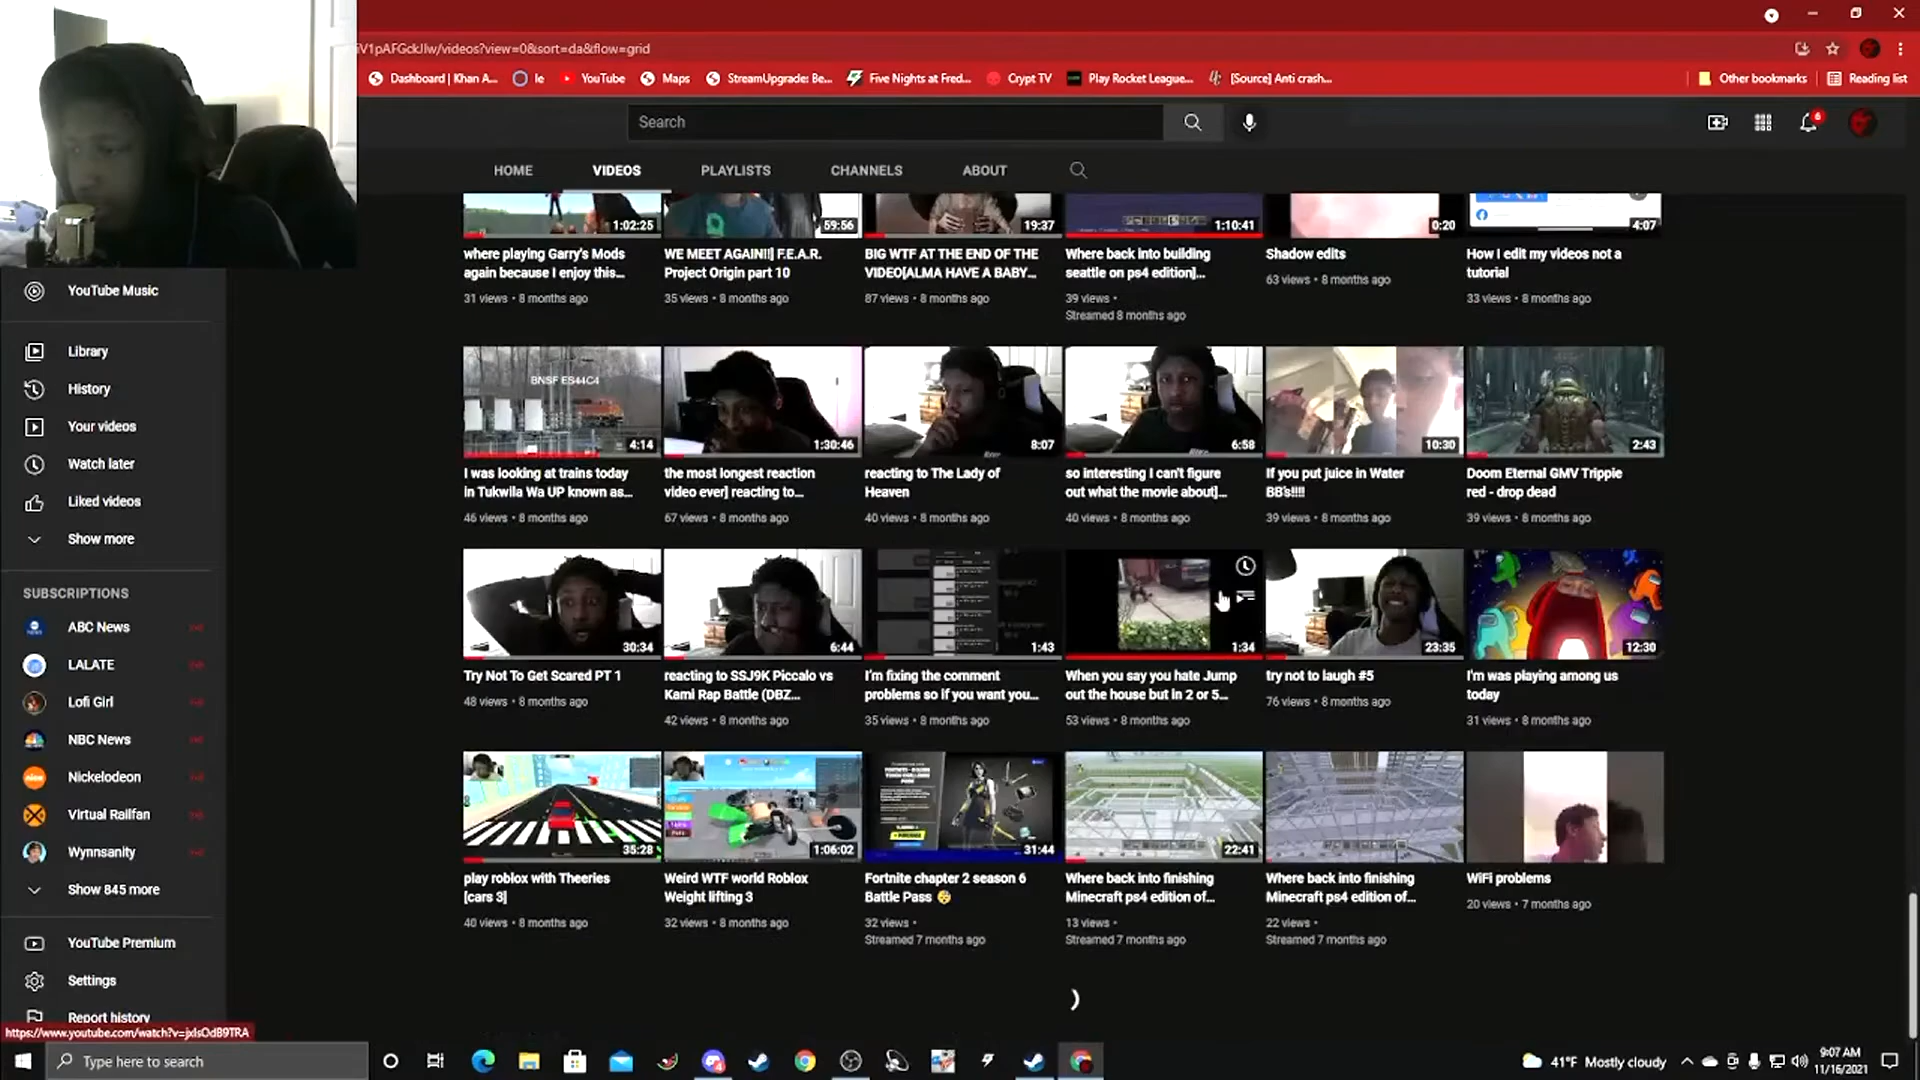 iV1pAFGckJlw/videos?view=0&sort=da&flow=grid
Dashboard | Khan A...
le
YouTube
Maps
StreamUpgrade: Be...
Five Nights at Fred...
Crypt TV
Play Rocket League...
[Source] Anti crash...
Other bookmarks
Reading list
Search
6
HOME
VIDEOS
PLAYLISTS
CHANNELS
ABOUT
1:02:25
59:56
19:37
1:10:41
0:20
4:07
where playing Garry's Mods
again because I enjoy this...
31 views • 8 months ago
WE MEET AGAIN!!] F.E.A.R.
Project Origin part 10
35 views • 8 months ago
BIG WTF AT THE END OF THE
VIDEO[ALMA HAVE A BABY...
87 views • 8 months ago
Where back into building
seattle on ps4 edition]...
39 views •
Streamed 8 months ago
Shadow edits
63 views • 8 months ago
How I edit my videos not a
tutorial
33 views • 8 months ago
YouTube Music
Library
History
Your videos
Watch later
Liked videos
Show more
BNSF ES44C4
4:14
1:30:46
8:07
6:58
10:30
2:43
I was looking at trains today
in Tukwila Wa UP known as...
46 views • 8 months ago
the most longest reaction
video ever] reacting to...
67 views • 8 months ago
reacting to The Lady of
Heaven
40 views • 8 months ago
so interesting I can't figure
out what the movie about]...
40 views • 8 months ago
If you put juice in Water
BB's!!!!
39 views • 8 months ago
Doom Eternal GMV Trippie
red - drop dead
39 views • 8 months ago
SUBSCRIPTIONS
ABC News
LALATE
Lofi Girl
NBC News
Nickelodeon
Virtual Railfan
Wynnsanity
Show 845 more
30:34
6:44
1:43
1:34
23:35
12:30
Try Not To Get Scared PT 1
48 views • 8 months ago
reacting to SSJ9K Piccalo vs
Kami Rap Battle (DBZ...
42 views • 8 months ago
I'm fixing the comment
problems so if you want you...
35 views • 8 months ago
When you say you hate Jump
out the house but in 2 or 5...
53 views • 8 months ago
try not to laugh #5
76 views • 8 months ago
I'm was playing among us
today
31 views • 8 months ago
35:28
1:06:02
31:44
22:41
play roblox with Theeries
[cars 3]
40 views • 8 months ago
Weird WTF world Roblox
Weight lifting 3
32 views • 8 months ago
Fortnite chapter 2 season 6
Battle Pass 🤯
32 views •
Streamed 7 months ago
Where back into finishing
Minecraft ps4 edition of...
13 views •
Streamed 7 months ago
Where back into finishing
Minecraft ps4 edition of...
22 views •
Streamed 7 months ago
WiFi problems
20 views • 7 months ago
YouTube Premium
Settings
Report history
https://www.youtube.com/watch?v=jxlsOdB9TRA
Type here to search
41°F Mostly cloudy
9:07 AM
11/16/2021